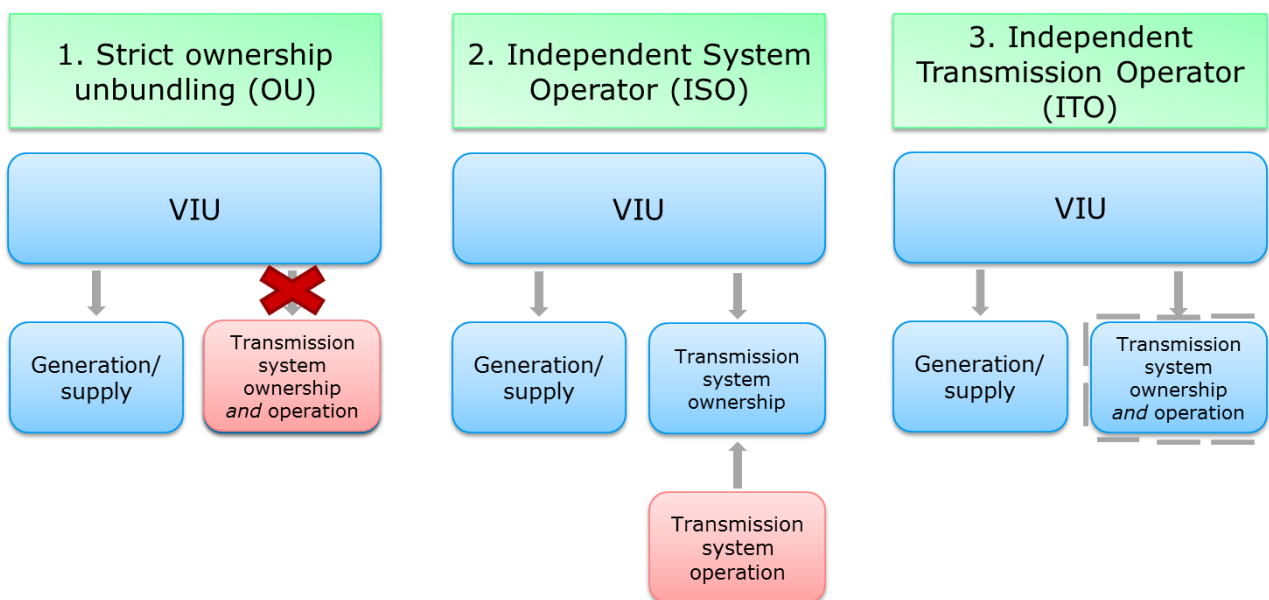 1. Strict ownership
unbundling (OU)
2. Independent System
Operator (ISO)
3. Independent
Transmission Operator
(ITO)
VIU
VIU
VIU
Generation/
supply
Transmission
system
ownership
and operation
Generation/
supply
Transmission
system
ownership
Generation/
supply
Transmission
system
ownership
and operation
Transmission
system
operation